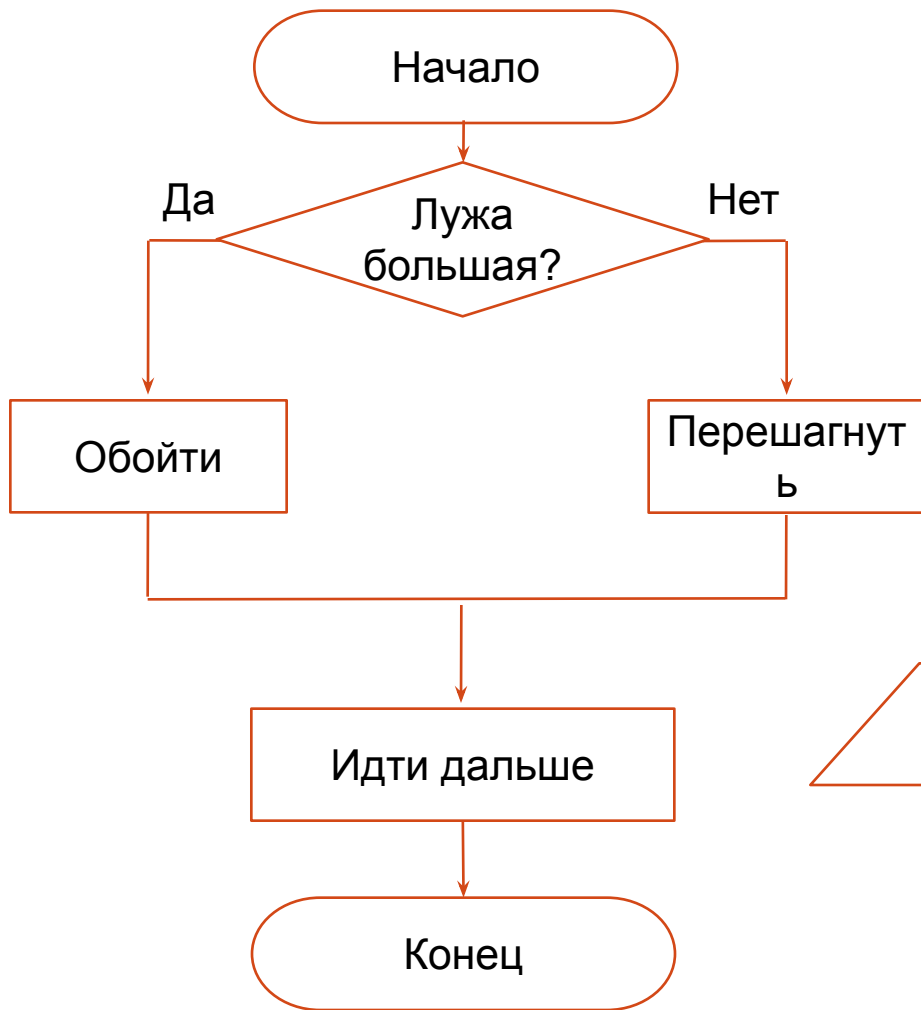 Начало
Да
Нет
Лужа
большая?
Обойти
Перешагнут
ь
Идти дальше
Конец